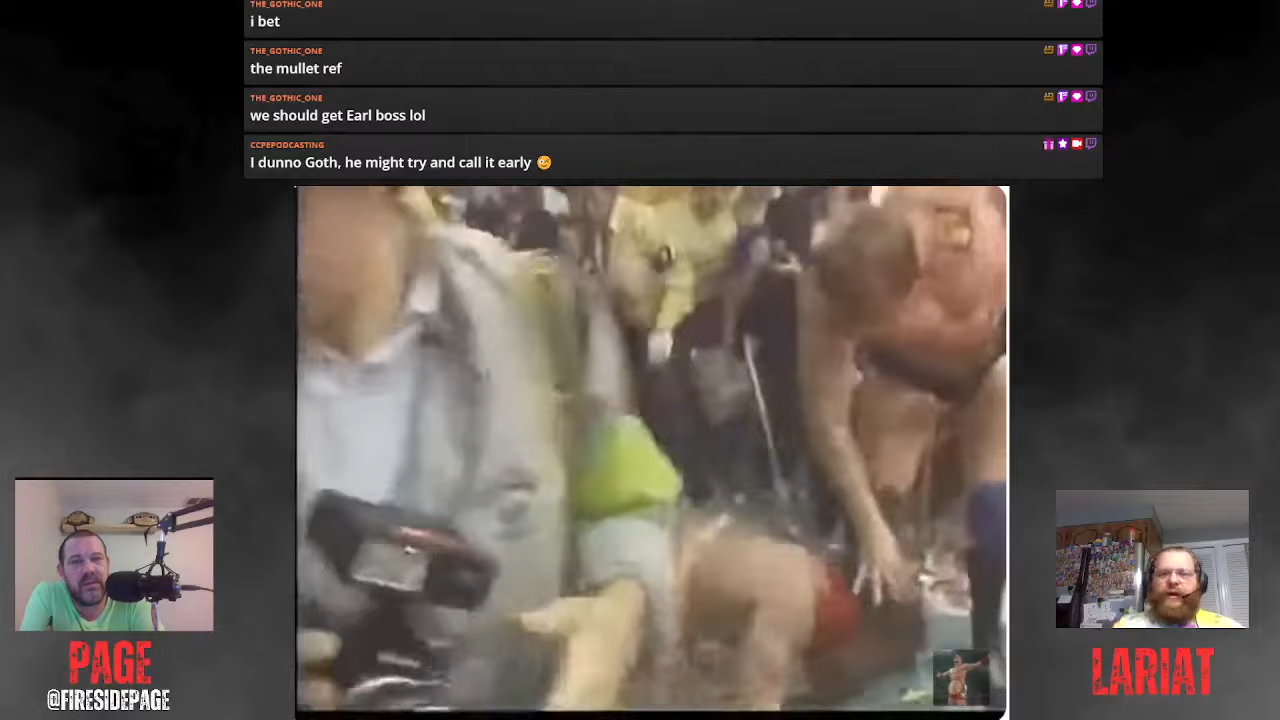 THE_GOTHIC_ONE
i bet
THE_GOTHIC_ONE
the mullet ref
THE_GOTHIC_ONE
we should get Earl boss lol
CCPEPODCASTING
I dunno Goth, he might try and call it early 😉
PAGE
@FIRESIDEPAGE
LARIAT